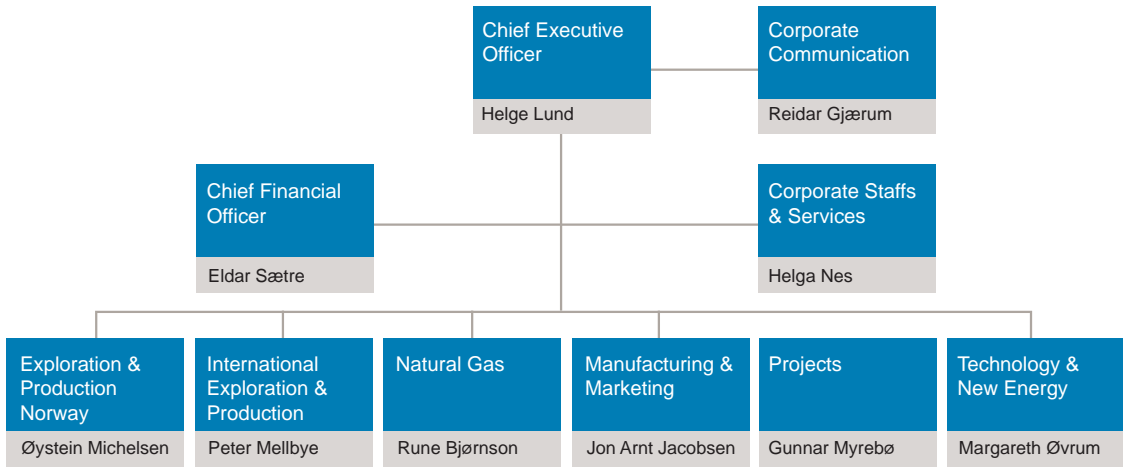 Chief Executive
Officer
Helge Lund
Corporate
Communication
Reidar Gjærum
Chief Financial
Officer
Eldar Sætre
Corporate Staffs
& Services
Helga Nes
Exploration &
Production
Norway
Øystein Michelsen
International
Exploration &
Production
Peter Mellbye
Natural Gas
Rune Bjørnson
Manufacturing &
Marketing
Jon Arnt Jacobsen
Projects
Gunnar Myrebø
Technology &
New Energy
Margareth Øvrum